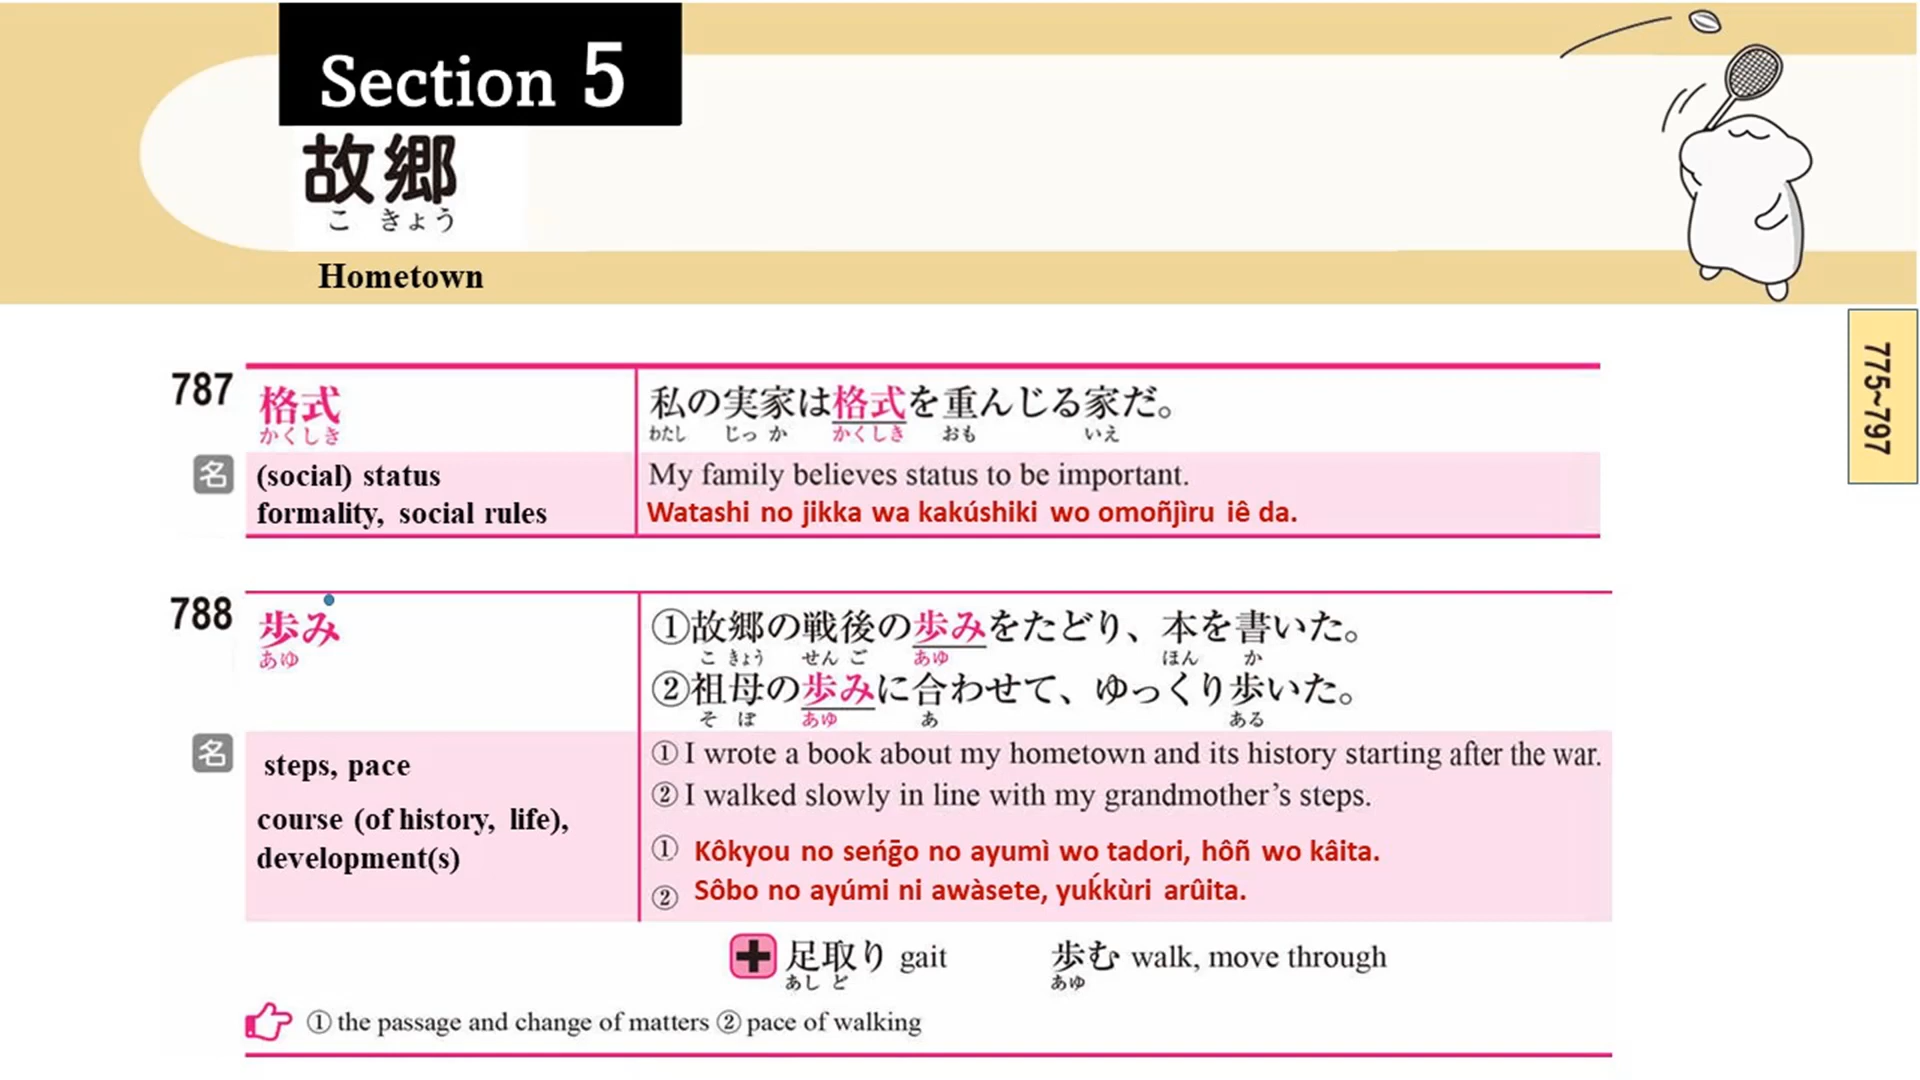 Section 5
故郷
こ きょう
Hometown
775~797
787
格式
かくしき
私の実家は格式を重んじる家だ。
わたし じっ か かくしき おも いえ
名
(social) status
formality, social rules
My family believes status to be important.
Watashi no jikka wa kakúshiki wo omoñjìru iê da.
788
歩み
あゆ
①故郷の戦後の歩みをたどり、本を書いた。
こ きょう せん ご あゆ ほん か
②祖母の歩みに合わせて、ゆっくり歩いた。
そ ぼ あゆ あ ある
名
steps, pace
course (of history, life),
development(s)
① I wrote a book about my hometown and its history starting after the war.
② I walked slowly in line with my grandmother's steps.
① Kôkyou no seńḡo no ayumì wo tadori, hôñ wo kâita.
② Sôbo no ayúmi ni awàsete, yuḱkùri arûita.
足取り gait 歩む walk, move through
あし ど あゆ
① the passage and change of matters ② pace of walking